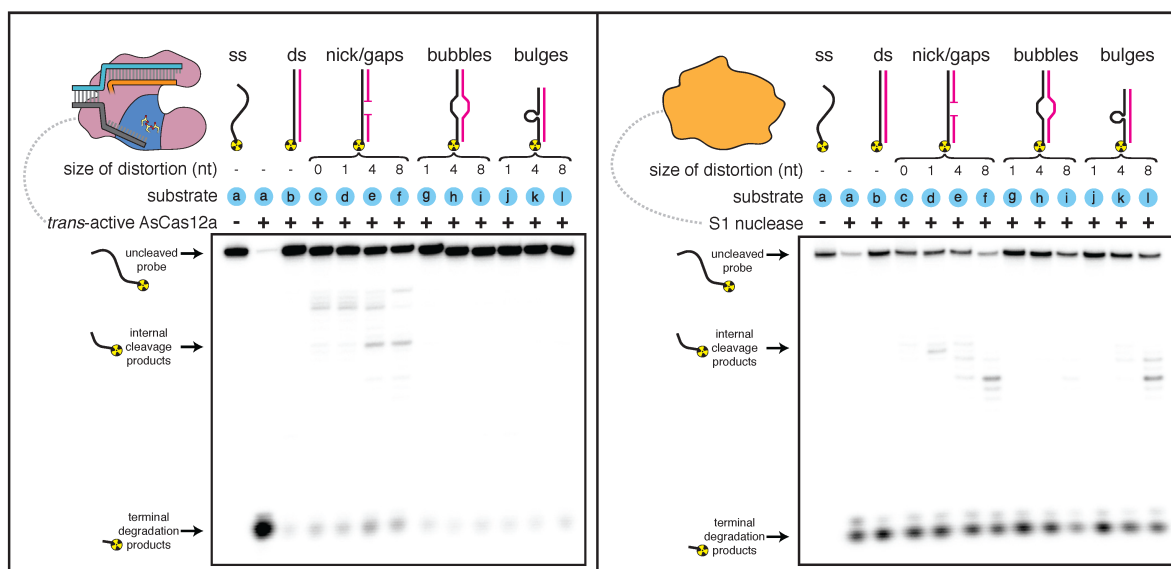 ss ds nick/gaps bubbles bulges
size of distortion (nt) - - - 0 1 4 8 1 4 8 1 4 8
substrate a a b c d e f g h i j k l
trans-active AsCas12a - + + + + + + + + + + + +
uncleaved
probe
internal
cleavage
products
terminal
degradation
products
ss ds nick/gaps bubbles bulges
size of distortion (nt) - - - 0 1 4 8 1 4 8 1 4 8
substrate a a b c d e f g h i j k l
S1 nuclease - + + + + + + + + + + + +
uncleaved
probe
internal
cleavage
products
terminal
degradation
products